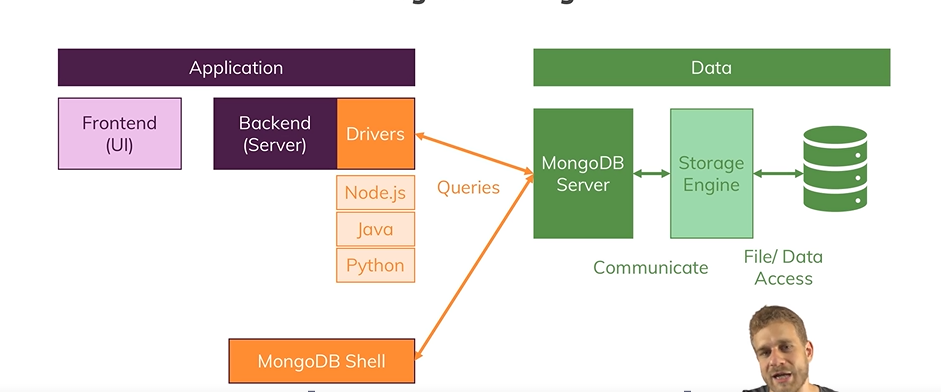 Application
Data
Frontend
(UI)
Backend
(Server)
Drivers
MongoDB
Server
Storage
Engine
Queries
Node.js
Java
Python
Communicate
File/ Data
Access
MongoDB Shell